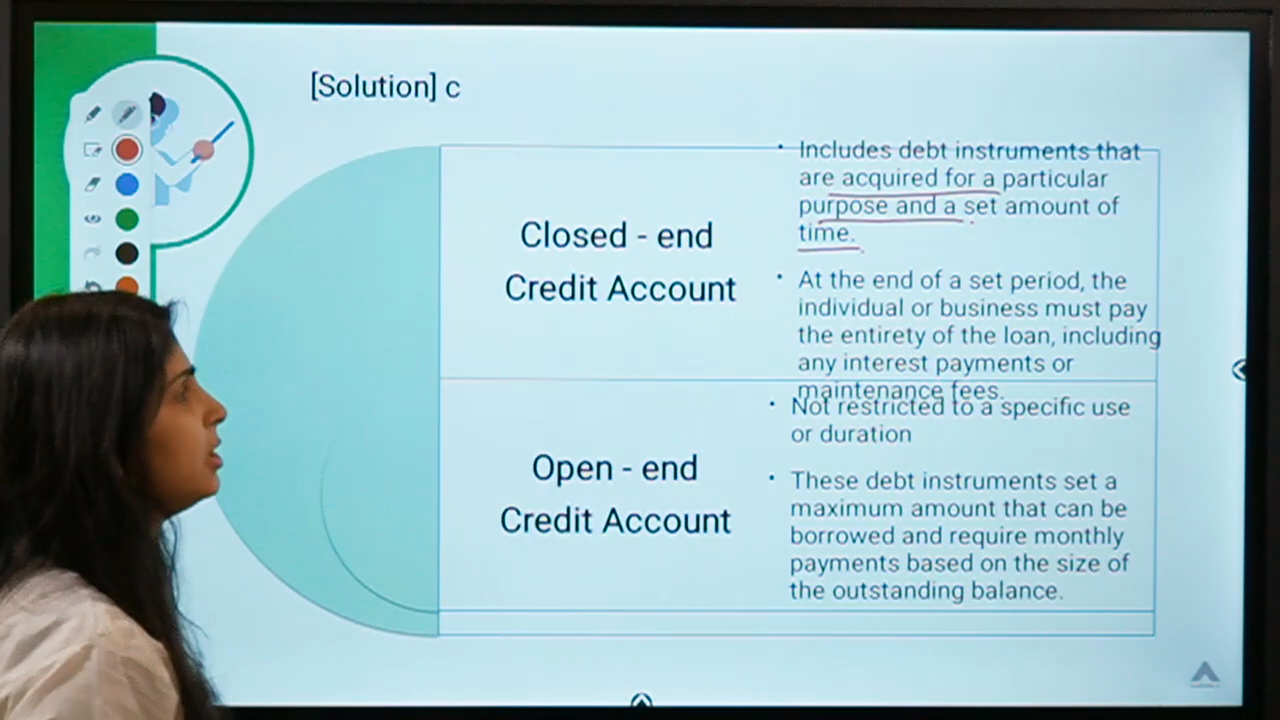 [Solution] c
Closed - end
Credit Account
• Includes debt instruments that
are acquired for a particular
purpose and a set amount of
time.
• At the end of a set period, the
individual or business must pay
the entirety of the loan, including
any interest payments or
maintenance fees.
Open - end
Credit Account
• Not restricted to a specific use
or duration
• These debt instruments set a
maximum amount that can be
borrowed and require monthly
payments based on the size of
the outstanding balance.